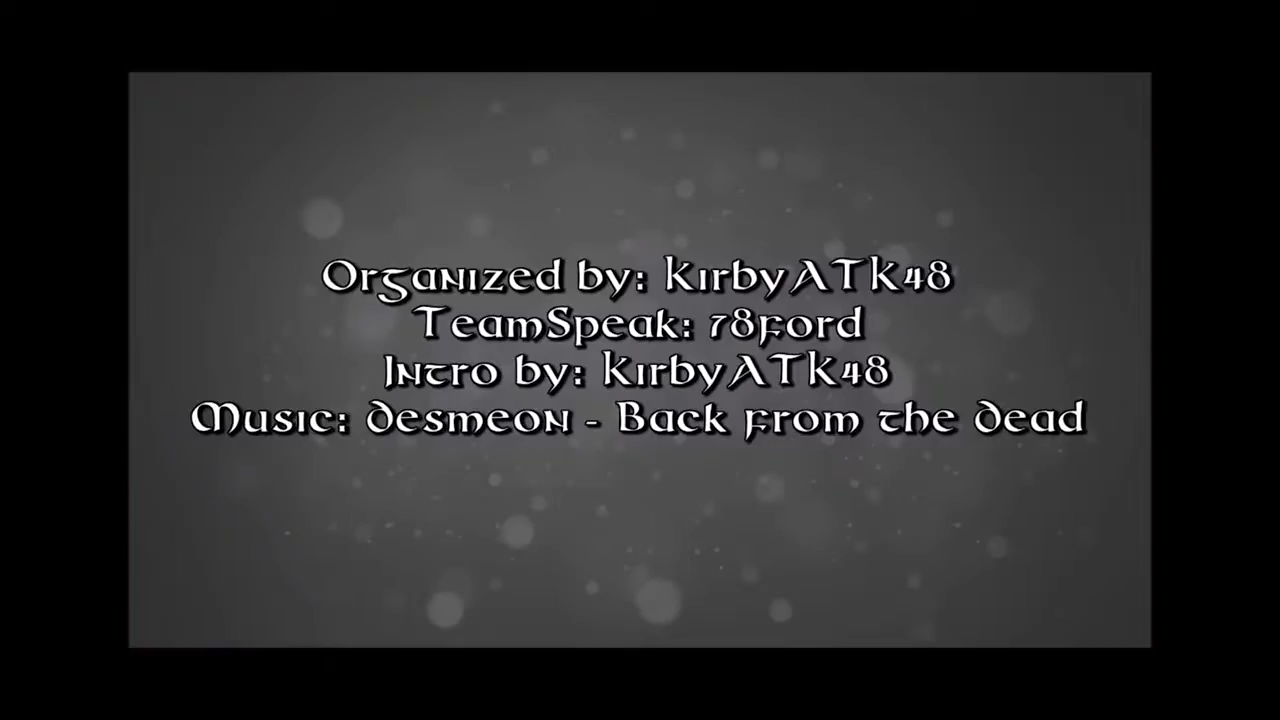 Organized by: KirbyATK48
TeamSpeak: 78Ford
Intro by: KirbyATK48
Music: Desmeon - Back from the Dead